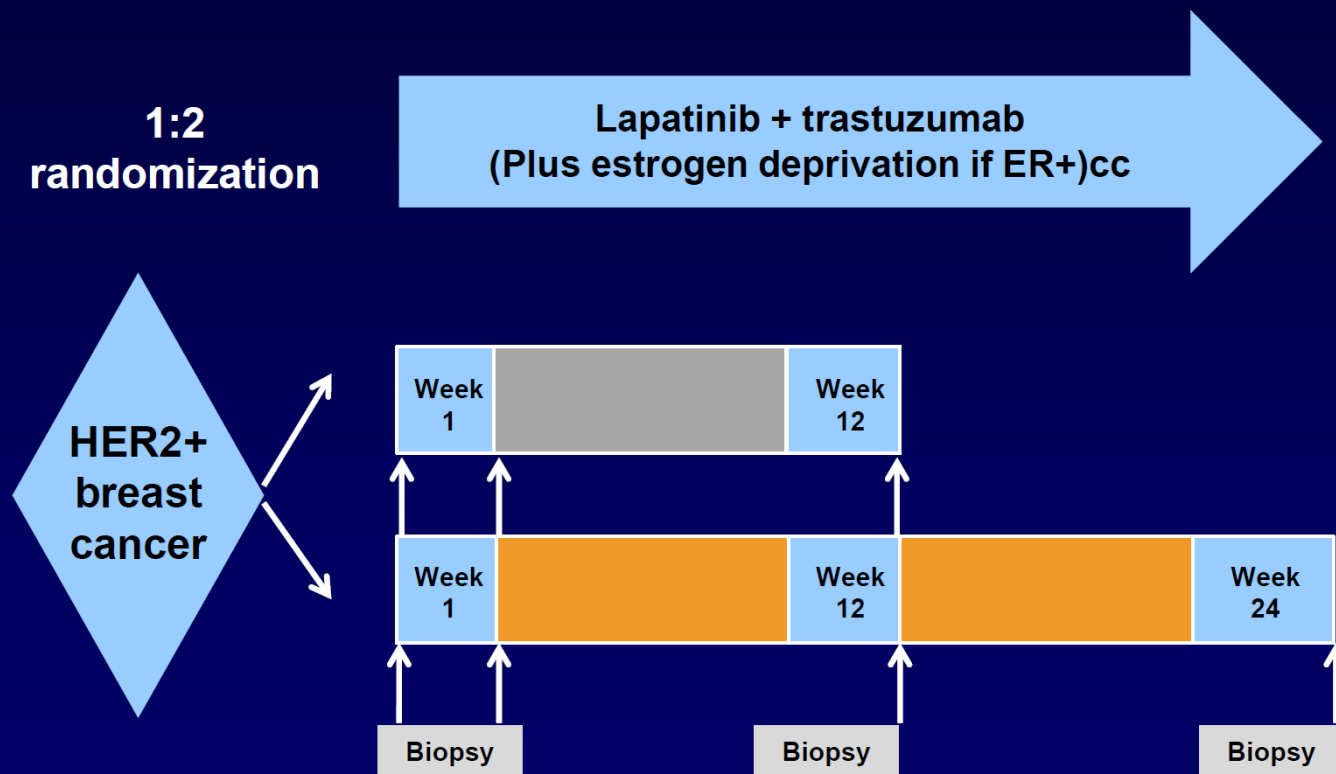 1:2
randomization
Lapatinib + trastuzumab
(Plus estrogen deprivation if ER+)cc
HER2+
breast
cancer
Week
1
Week
12
Week
1
Week
12
Week
24
Biopsy
Biopsy
Biopsy